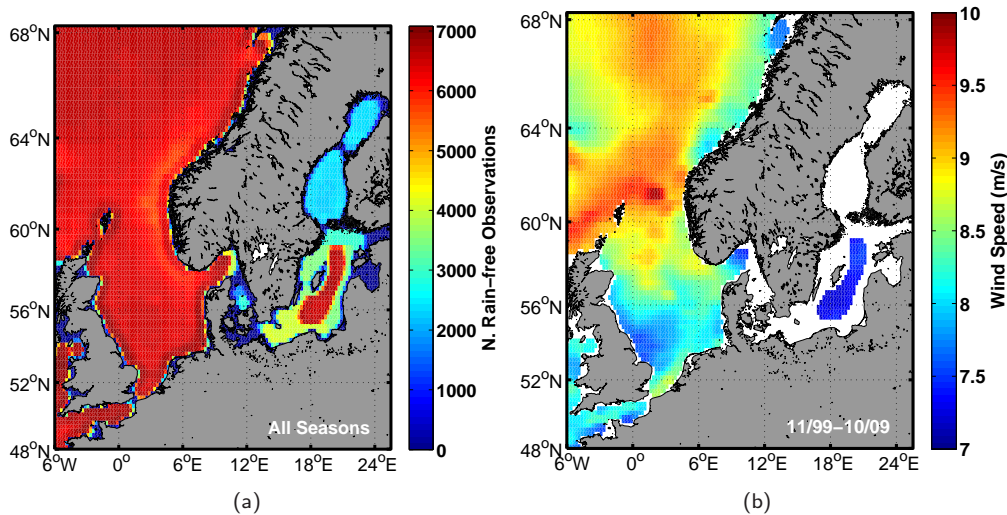 68°N
64°N
60°N
56°N
52°N
48°N
6°W
0°
6°E
12°E
18°E
24°E
All Seasons
7000
6000
5000
4000
3000
2000
1000
0
N. Rain−free Observations
(a)
68°N
64°N
60°N
56°N
52°N
48°N
6°W
0°
6°E
12°E
18°E
24°E
11/99−10/09
10
9.5
9
8.5
8
7.5
7
Wind Speed (m/s)
(b)